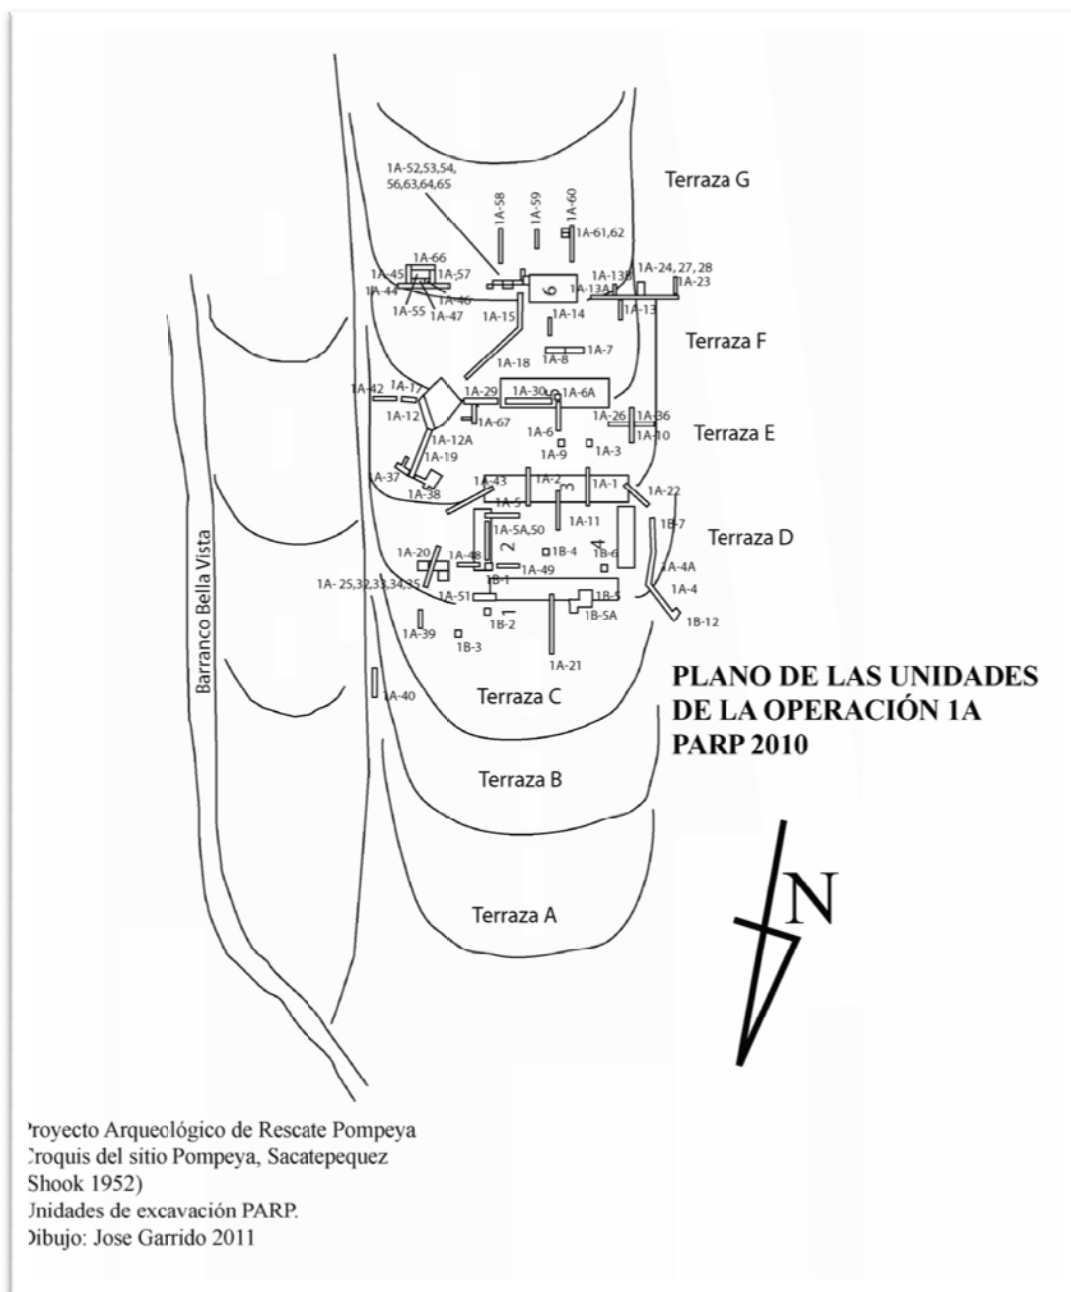 1A-52,53,54,
56,63,64,65
Terraza G
1A-58
1A-59
1A-60
1A-61,62
1A-66
1A-45
1A-57
1A-44
1A-46
1A-55
1A-47
6
1A-13B
1A-24, 27, 28
1A-13A
1A-23
1A-13
1A-15
1A-14
Terraza F
1A-7
1A-8
1A-18
1A-42
1A-17
1A-29
1A-30
5
1A-6A
1A-12
1A-67
1A-26
1A-36
1A-6
1A-10
Terraza E
1A-12A
1A-9
1A-3
1A-19
1A-37
1A-38
1A-43
1A-2
3
1A-1
1A-22
1A-5
1A-11
1B-7
1A-5A,50
Terraza D
1A-20
1A-48
2
1B-4
4
1B-6
1A-49
1A-4A
1A- 25,32,33,34,35
1B-1
1A-4
1A-51
1B-5
1
1B-2
1B-5A
1B-12
1A-39
1B-3
1A-21
Barranco Bella Vista
1A-40
Terraza C
PLANO DE LAS UNIDADES
DE LA OPERACIÓN 1A
PARP 2010
Terraza B
N
Terraza A
Proyecto Arqueológico de Rescate Pompeya
Croquis del sitio Pompeya, Sacatepequez
Shook 1952)
Unidades de excavación PARP.
Dibujo: Jose Garrido 2011